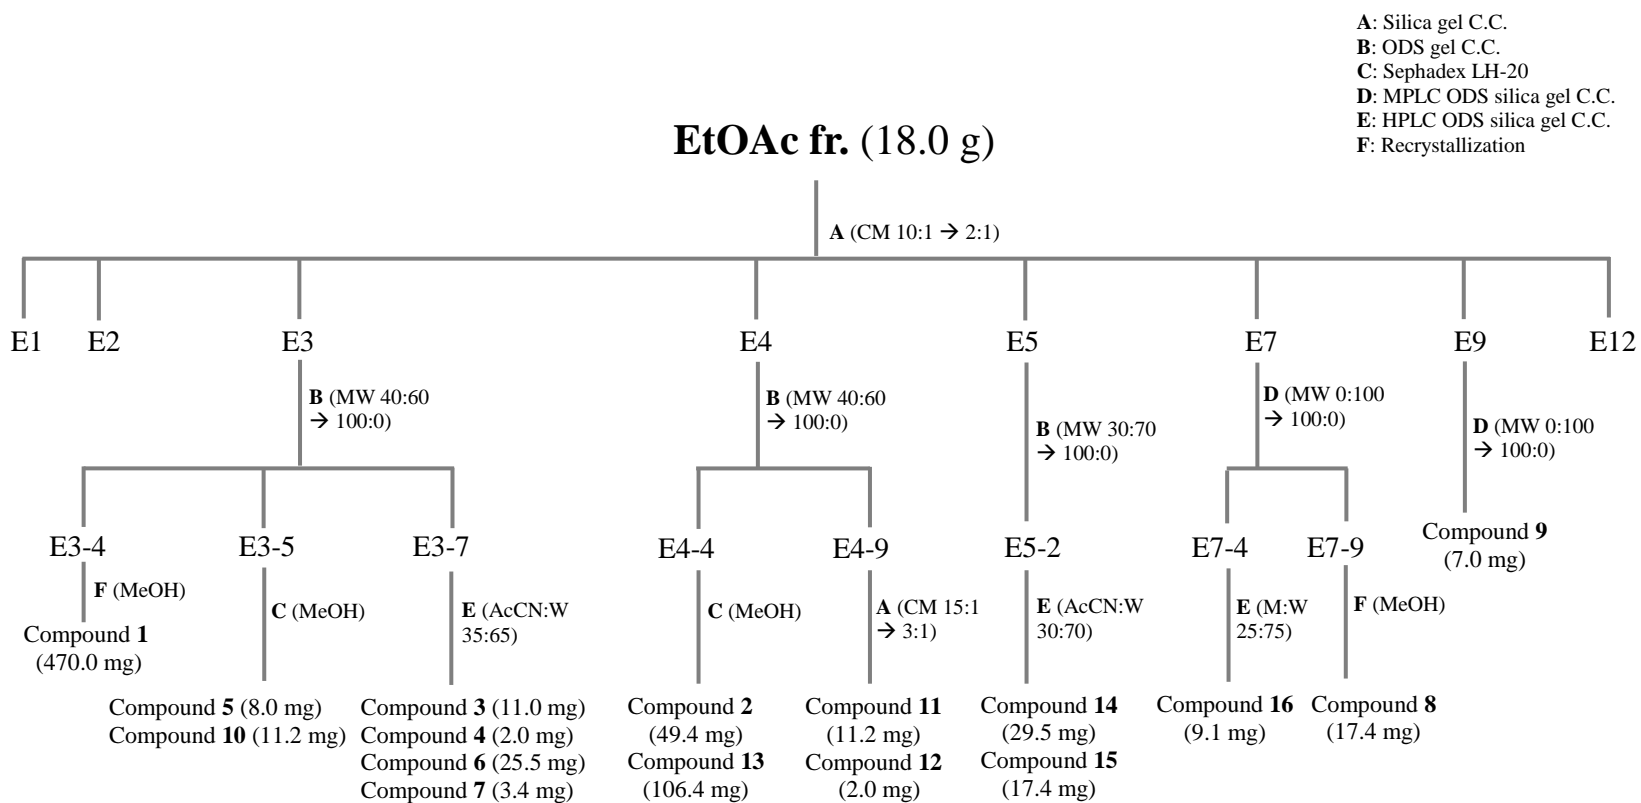 A: Silica gel C.C.
B: ODS gel C.C.
C: Sephadex LH-20
D: MPLC ODS silica gel C.C.
E: HPLC ODS silica gel C.C.
F: Recrystallization
EtOAc fr. (18.0 g)
A (CM 10:1 → 2:1)
E1
E2
E3
E4
E5
E7
E9
E12
B (MW 40:60
→ 100:0)
B (MW 40:60
→ 100:0)
B (MW 30:70
→ 100:0)
D (MW 0:100
→ 100:0)
D (MW 0:100
→ 100:0)
E3-4
E3-5
E3-7
E4-4
E4-9
E5-2
E7-4
E7-9
Compound 9
(7.0 mg)
F (MeOH)
C (MeOH)
E (AcCN:W
35:65)
C (MeOH)
A (CM 15:1
→ 3:1)
E (AcCN:W
30:70)
E (M:W
25:75)
F (MeOH)
Compound 1
(470.0 mg)
Compound 5 (8.0 mg)
Compound 10 (11.2 mg)
Compound 3 (11.0 mg)
Compound 4 (2.0 mg)
Compound 6 (25.5 mg)
Compound 7 (3.4 mg)
Compound 2
(49.4 mg)
Compound 13
(106.4 mg)
Compound 11
(11.2 mg)
Compound 12
(2.0 mg)
Compound 14
(29.5 mg)
Compound 15
(17.4 mg)
Compound 16
(9.1 mg)
Compound 8
(17.4 mg)